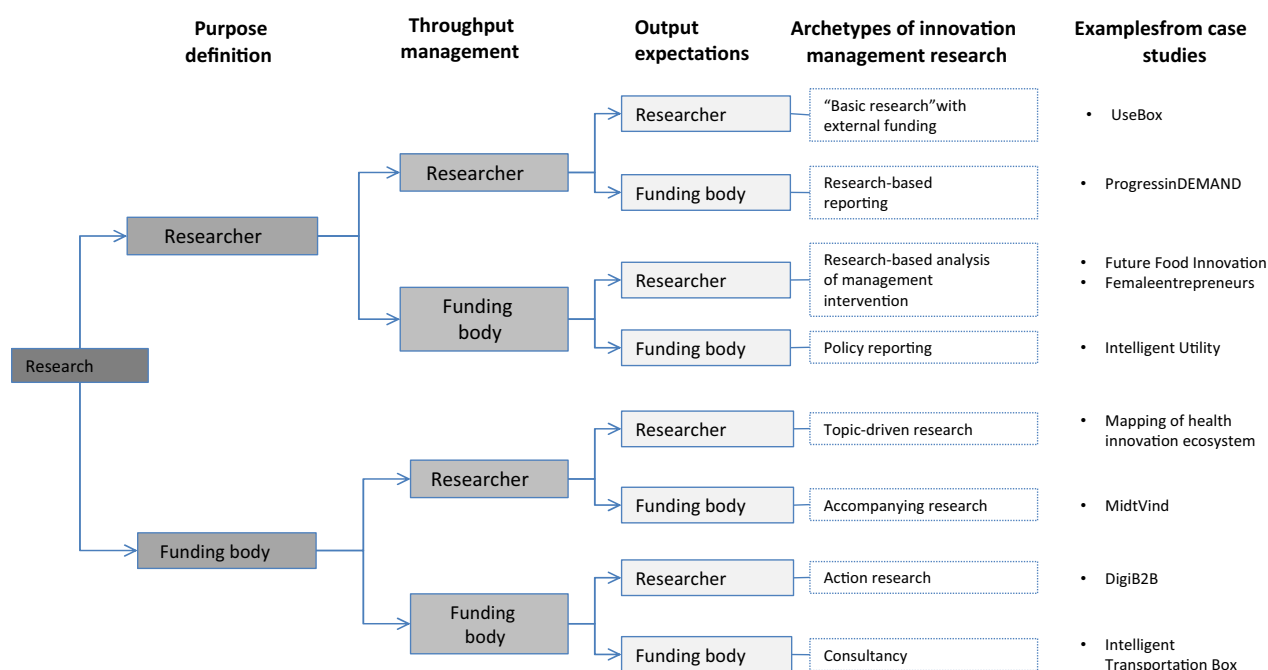 Purpose
definition
Throughput
management
Output
expectations
Archetypes of innovation
management research
Examplesfrom case
studies
Research
Researcher
Funding body
Researcher
Funding
body
Researcher
Funding
body
Researcher
Funding body
Researcher
Funding body
Researcher
Funding body
Researcher
Funding body
“Basic research”with
external funding
Research-based
reporting
Research-based analysis
of management
intervention
Policy reporting
Topic-driven research
Accompanying research
Action research
Consultancy
• UseBox
• ProgressinDEMAND
• Future Food Innovation
• Femaleentrepreneurs
• Intelligent Utility
• Mapping of health
innovation ecosystem
• MidtVind
• DigiB2B
• Intelligent
Transportation Box